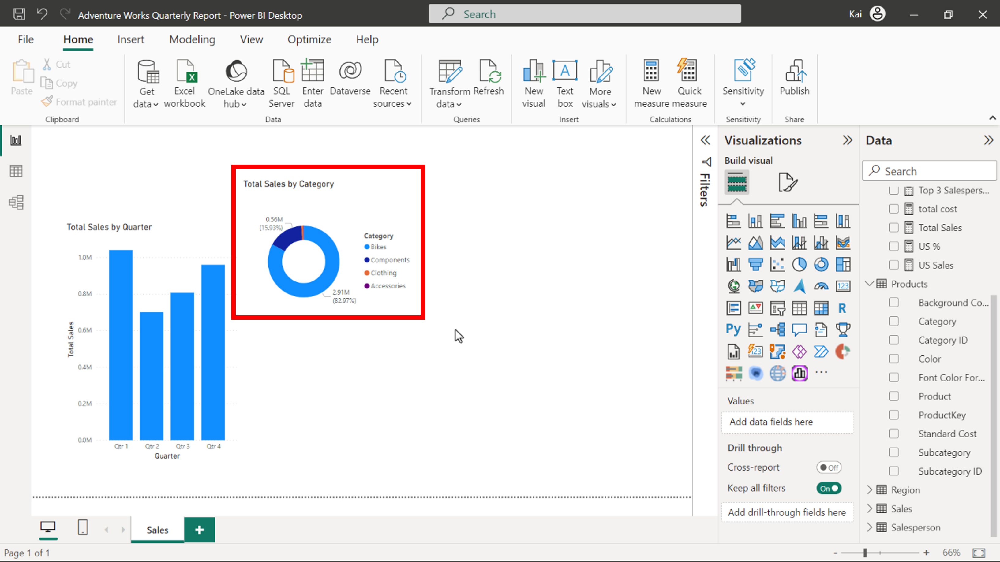 Adventure Works Quarterly Report - Power BI Desktop
Search
Kai
File Home Insert Modeling View Optimize Help
Paste
Cut
Copy
Format painter
Clipboard
Get data
Excel workbook
OneLake data hub
SQL Server
Enter data
Dataverse
Recent sources
Data
Transform data
Refresh
Queries
New visual
Text box
More visuals
Insert
New measure
Quick measure
Calculations
Sensitivity
Sensitivity
Publish
Share
Total Sales by Quarter
Total Sales
1.0M
0.8M
0.6M
0.4M
0.2M
0.0M
Qtr 1 Qtr 2 Qtr 3 Qtr 4
Quarter
Total Sales by Category
0.56M
(15.93%)
2.91M
(82.97%)
Category
Bikes
Components
Clothing
Accessories
Filters
Visualizations
Build visual
123
R
Py
123
Values
Add data fields here
Drill through
Cross-report
Off
Keep all filters
On
Add drill-through fields here
Data
Search
Top 3 Salespers...
total cost
Total Sales
US %
US Sales
Products
Background Co...
Category
Category ID
Color
Font Color For...
Product
ProductKey
Standard Cost
Subcategory
Subcategory ID
Region
Sales
Salesperson
Sales
Page 1 of 1
- + 66%